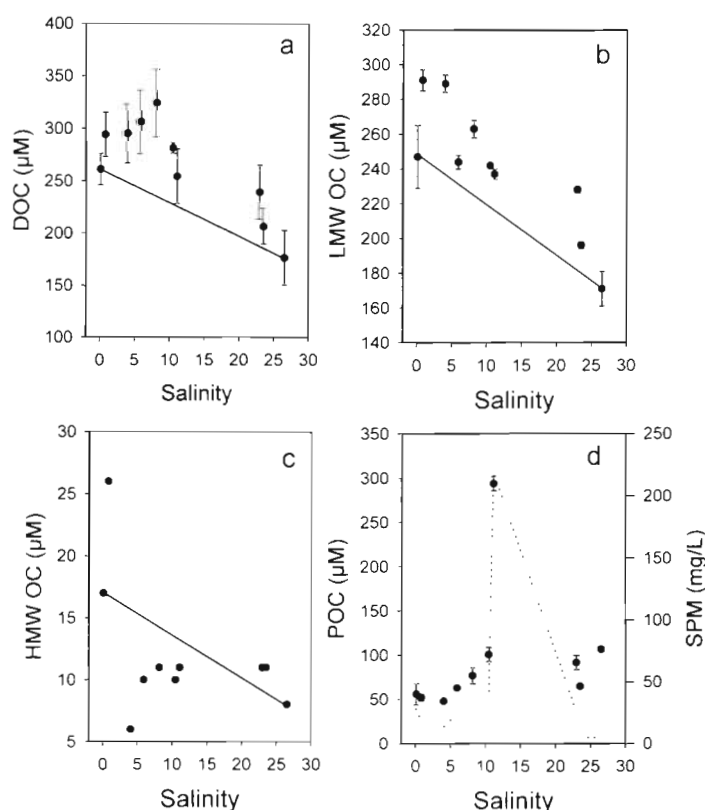 a
400
350
300
250
200
150
100
DOC (µM)
0 5 10 15 20 25 30
Salinity
b
320
300
280
260
240
220
200
180
160
140
LMW OC (µM)
0 5 10 15 20 25 30
Salinity
c
30
25
20
15
10
5
HMW OC (µM)
0 5 10 15 20 25 30
Salinity
d
350
300
250
200
150
100
50
0
POC (µM)
250
200
150
100
50
0
SPM (mg/L)
0 5 10 15 20 25 30
Salinity